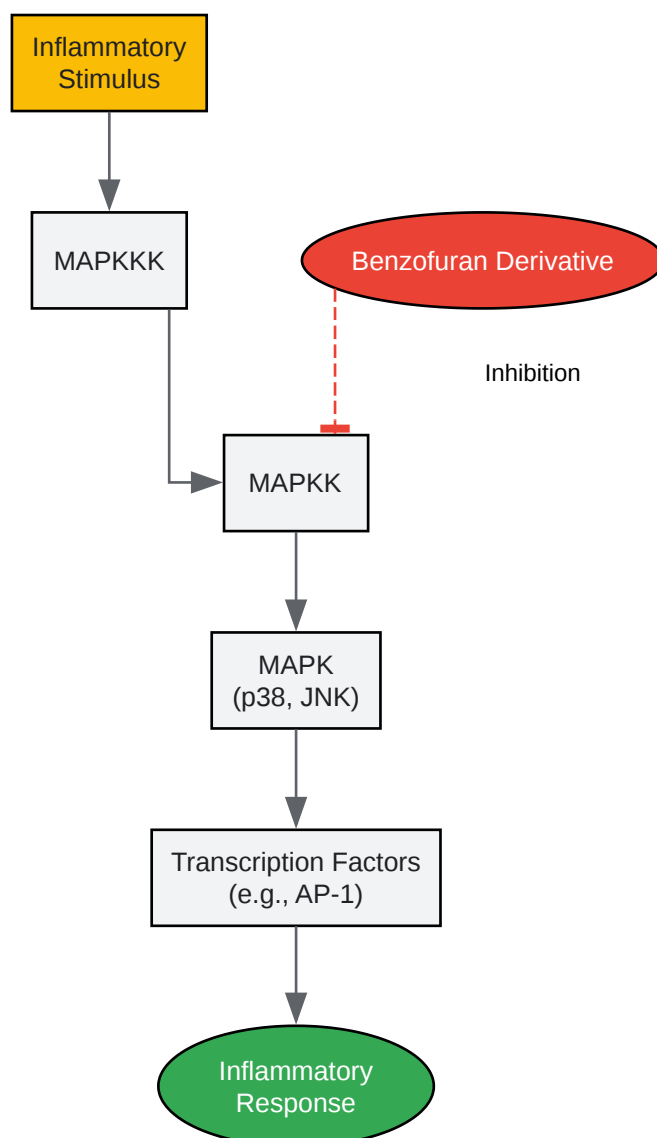 Inflammatory
Stimulus
MAPKKK
Benzofuran Derivative
Inhibition
MAPKK
MAPK
(p38, JNK)
Transcription Factors
(e.g., AP-1)
Inflammatory
Response